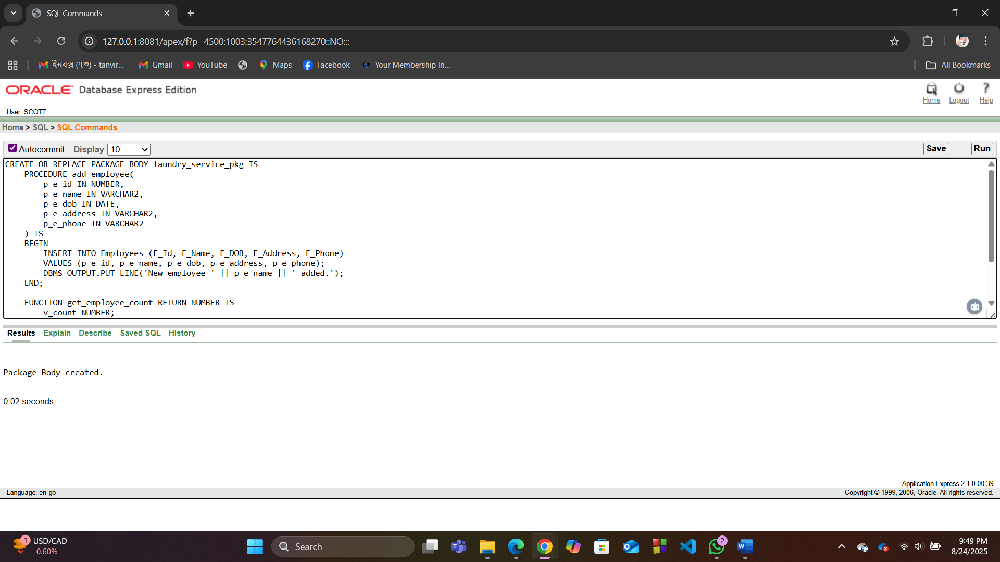 SQL Commands
127.0.0.1:8081/apex/f?p=4500:1003:3547764436168270::NO:::
ইনবক্স (৭৩) - tanvir... Gmail YouTube Maps Facebook Your Membership In... All Bookmarks
ORACLE Database Express Edition
Home Logout Help
User: SCOTT
Home > SQL > SQL Commands
Autocommit Display 10 Save Run
CREATE OR REPLACE PACKAGE BODY laundry_service_pkg IS
    PROCEDURE add_employee(
        p_e_id IN NUMBER,
        p_e_name IN VARCHAR2,
        p_e_dob IN DATE,
        p_e_address IN VARCHAR2,
        p_e_phone IN VARCHAR2
    ) IS
    BEGIN
        INSERT INTO Employees (E_Id, E_Name, E_DOB, E_Address, E_Phone)
        VALUES (p_e_id, p_e_name, p_e_dob, p_e_address, p_e_phone);
        DBMS_OUTPUT.PUT_LINE('New employee ' || p_e_name || ' added.');
    END;
    FUNCTION get_employee_count RETURN NUMBER IS
        v_count NUMBER;
Results Explain Describe Saved SQL History
Package Body created.
0.02 seconds
Application Express 2.1.0.00.39
Language: en-gb Copyright © 1999, 2006, Oracle. All rights reserved.
1 USD/CAD
-0.60%
Search
2
9:49 PM
8/24/2025